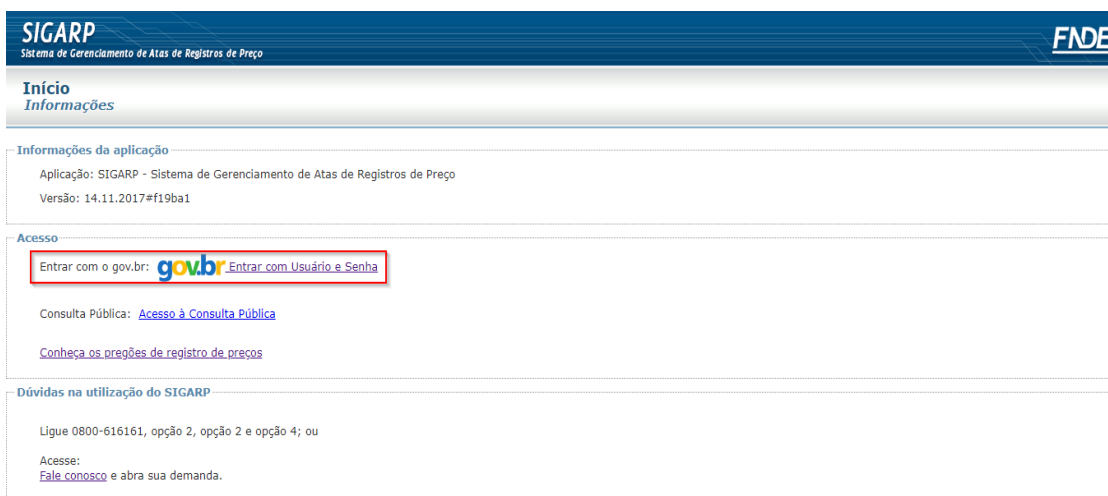 SIGARP
Sistema de Gerenciamento de Atas de Registros de Preço
FNDE
Início
Informações
Informações da aplicação
Aplicação: SIGARP - Sistema de Gerenciamento de Atas de Registros de Preço
Versão: 14.11.2017#f19ba1
Acesso
Entrar com o gov.br: gov.br Entrar com Usuário e Senha
Consulta Pública: Acesso à Consulta Pública
Conheça os pregões de registro de preços
Dúvidas na utilização do SIGARP
Ligue 0800-616161, opção 2, opção 2 e opção 4; ou
Acesse:
Fale conosco e abra sua demanda.